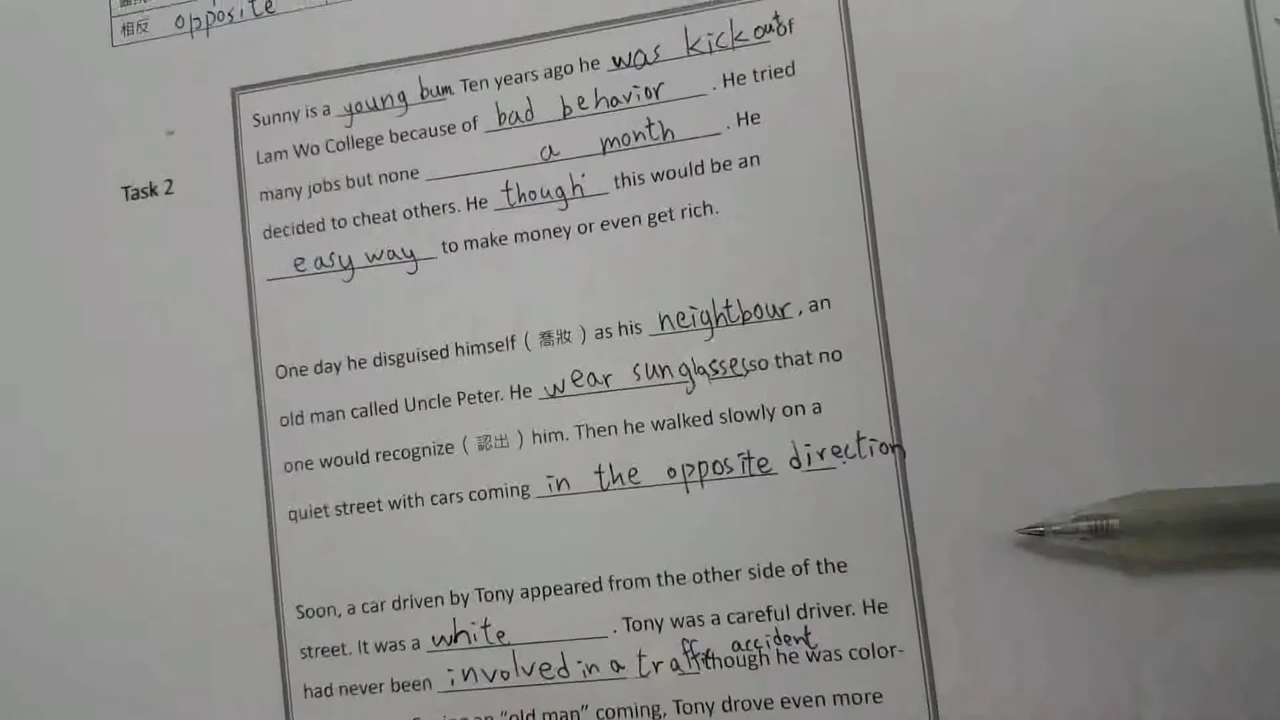 相反 opposite
Sunny is a young bum. Ten years ago he was kick out of
Lam Wo College because of bad behavior. He tried
many jobs but none a month. He
Task 2
decided to cheat others. He though this would be an
easy way to make money or even get rich.
One day he disguised himself (喬妝) as his neightbour, an
old man called Uncle Peter. He wear sunglasses so that no
one would recognize (認出) him. Then he walked slowly on a
quiet street with cars coming in the opposite direction
Soon, a car driven by Tony appeared from the other side of the
street. It was a white. Tony was a careful driver. He
had never been involved in a traffic accident though he was color-
an "old man" coming, Tony drove even more